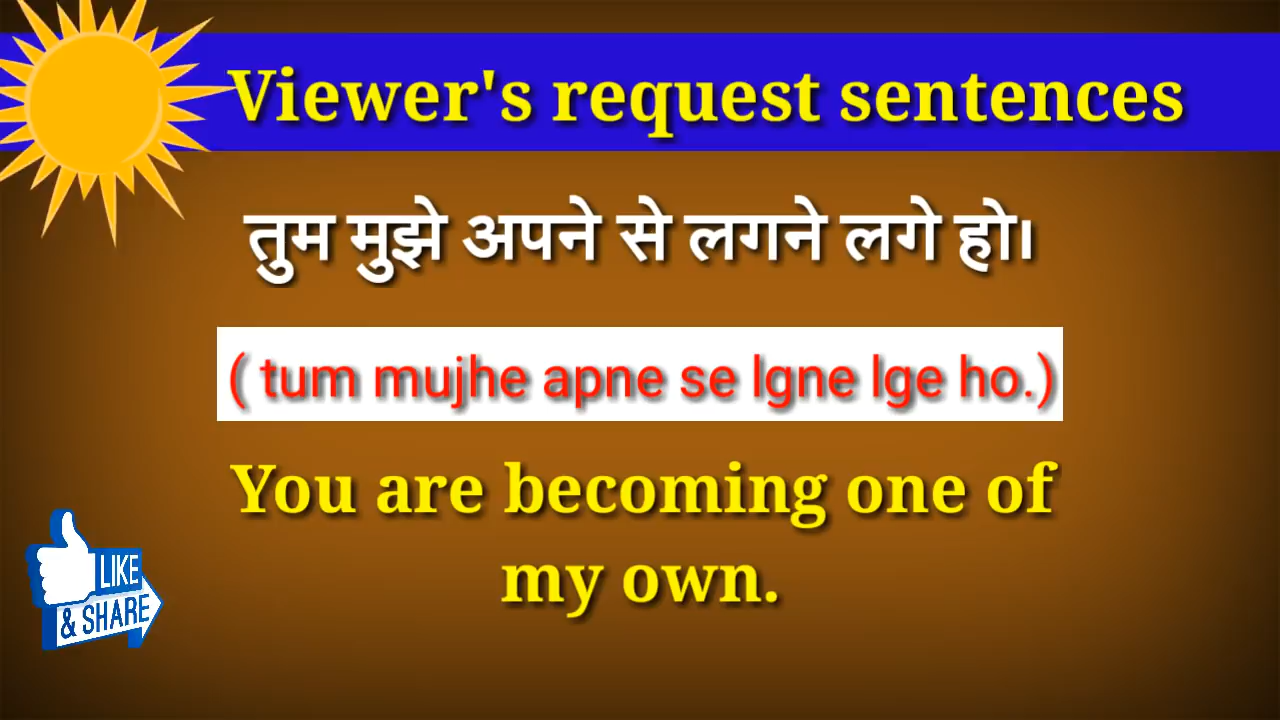 Viewer's request sentences
तुम मुझे अपने से लगने लगे हो।
( tum mujhe apne se lgne lge ho.)
You are becoming one of
my own.
LIKE
& SHARE